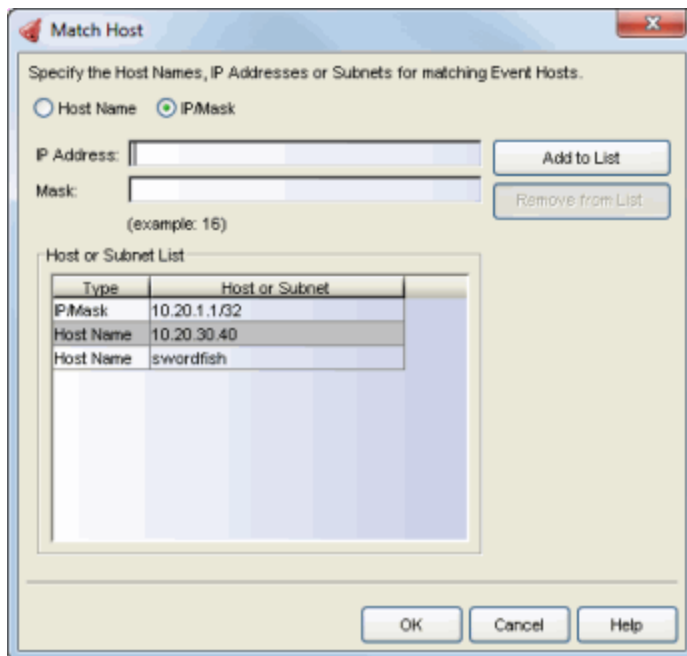 Match Host
Specify the Host Names, IP Addresses or Subnets for matching Event Hosts.
Host Name IP/Mask
IP Address: Add to List
Mask: Remove from List
(example: 16)
Host or Subnet List
Type Host or Subnet
IP/Mask 10.20.1.1/32
Host Name 10.20.30.40
Host Name swordfish
OK Cancel Help